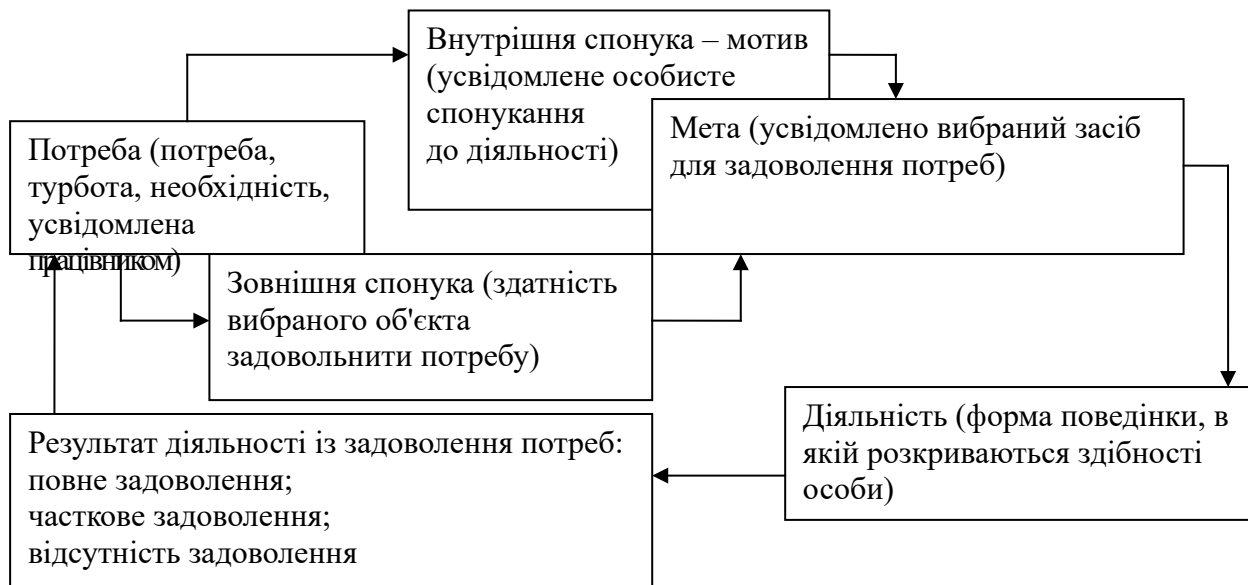 Внутрішня спонука – мотив
(усвідомлене особисте
спонукання
до діяльності)
Мета (усвідомлено вибраний засіб
для задоволення потреб)
Потреба (потреба,
турбота, необхідність,
усвідомлена
працівником)
Зовнішня спонука (здатність
вибраного об'єкта
задовольнити потребу)
Діяльність (форма поведінки, в
якій розкриваються здібності
особи)
Результат діяльності із задоволення потреб:
повне задоволення;
часткове задоволення;
відсутність задоволення